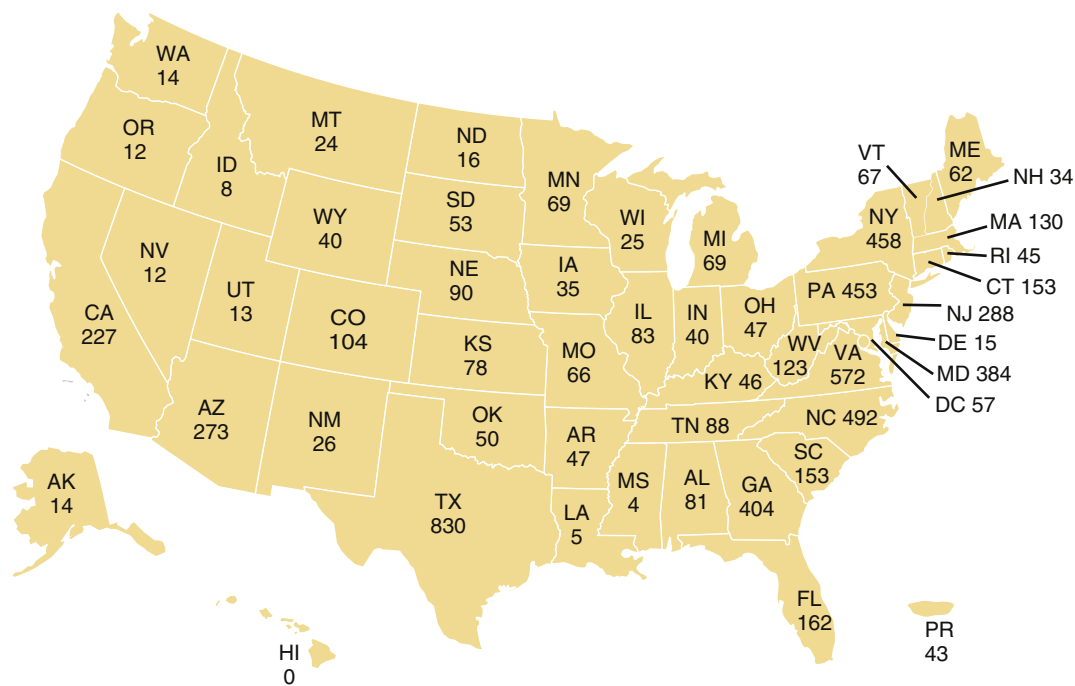 WA
14
OR
12
ID
8
MT
24
ND
16
SD
53
WY
40
NE
90
NV
12
UT
13
CO
104
CA
227
KS
78
AZ
273
NM
26
OK
50
TX
830
MN
69
WI
25
MI
69
IA
35
IL
83
IN
40
OH
47
MO
66
KY 46
WV
123
VA
572
TN 88
NC 492
AR
47
MS
4
AL
81
GA
404
SC
153
LA
5
FL
162
PA 453
NY
458
VT
67
ME
62
NH 34
MA 130
RI 45
CT 153
NJ 288
DE 15
MD 384
DC 57
AK
14
HI
0
PR
43